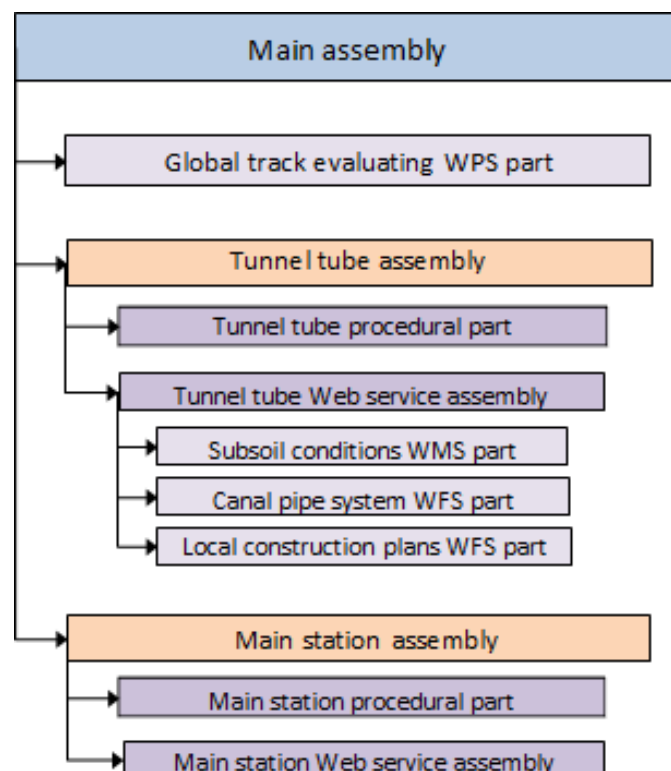 Main assembly
Global track evaluating WPS part
Tunnel tube assembly
Tunnel tube procedural part
Tunnel tube Web service assembly
Subsoil conditions WMS part
Canal pipe system WFS part
Local construction plans WFS part
Main station assembly
Main station procedural part
Main station Web service assembly